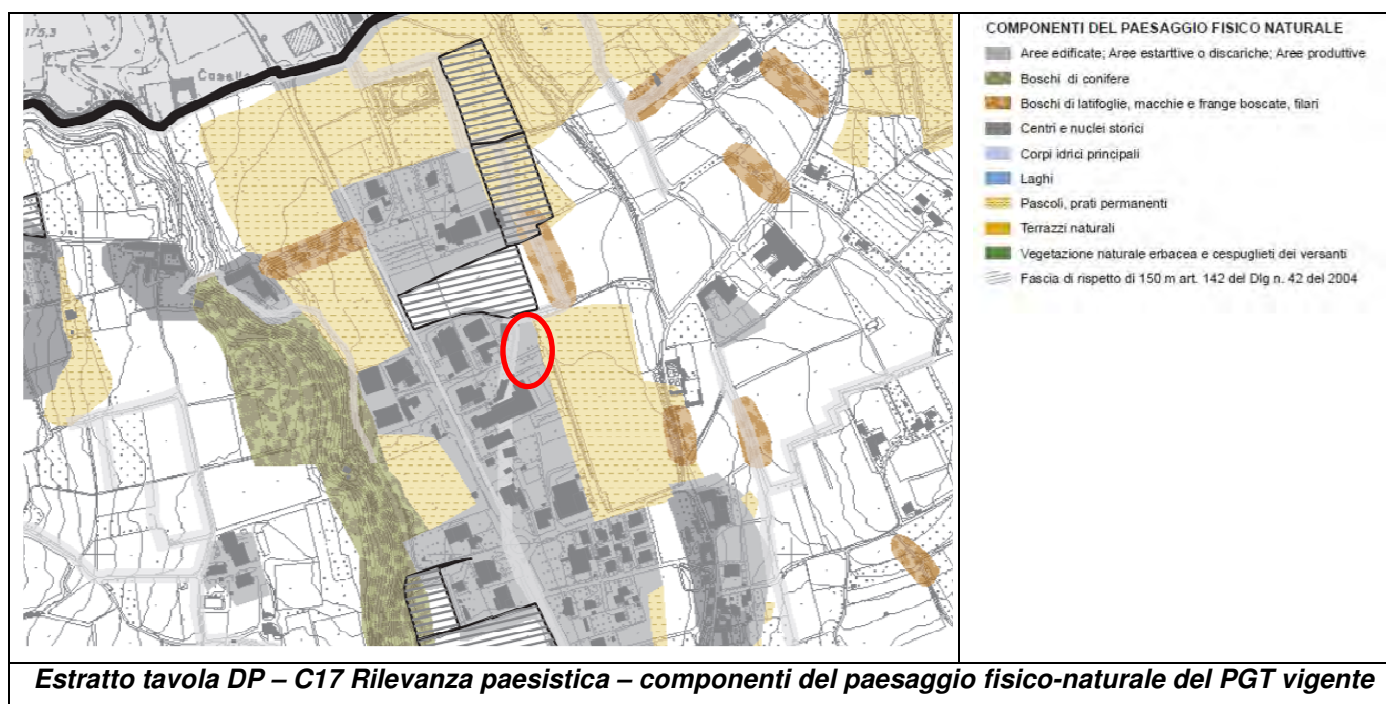 175,3
COMPONENTI DEL PAESAGGIO FISICO NATURALE
Aree edificate; Aree estarttive o discariche; Aree produttive
Boschi di conifere
Boschi di latifoglie, macchie e frange boscate, filari
Centri e nuclei storici
Corpi idrici principali
Laghi
Pascoli, prati permanenti
Terrazzi naturali
Vegetazione naturale erbacea e cespuglieti dei versanti
Fascia di rispetto di 150 m art. 142 del Dlg n. 42 del 2004
Estratto tavola DP – C17 Rilevanza paesistica – componenti del paesaggio fisico-naturale del PGT vigente